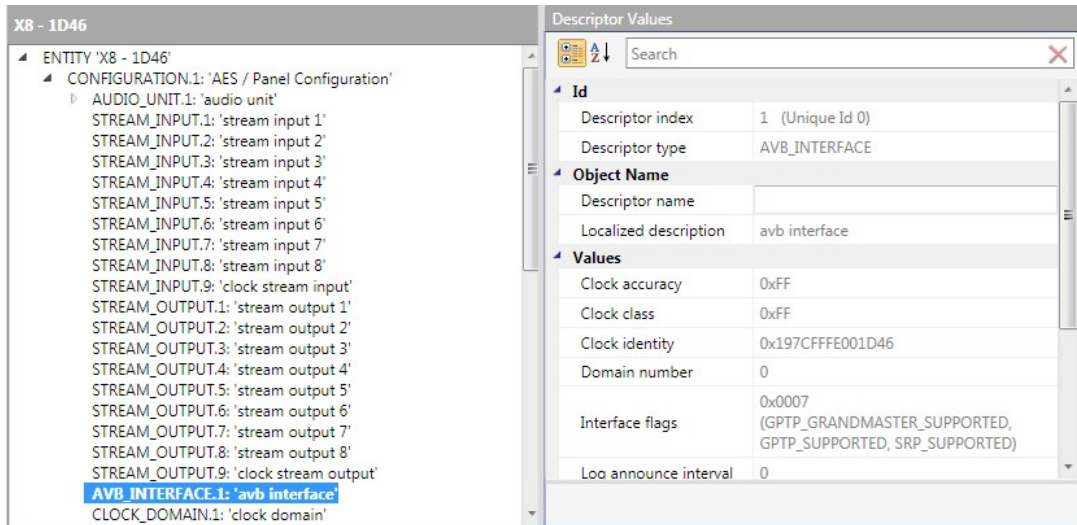 X8 - 1D46
ENTITY 'X8 - 1D46'
CONFIGURATION.1: 'AES / Panel Configuration'
AUDIO_UNIT.1: 'audio unit'
STREAM_INPUT.1: 'stream input 1'
STREAM_INPUT.2: 'stream input 2'
STREAM_INPUT.3: 'stream input 3'
STREAM_INPUT.4: 'stream input 4'
STREAM_INPUT.5: 'stream input 5'
STREAM_INPUT.6: 'stream input 6'
STREAM_INPUT.7: 'stream input 7'
STREAM_INPUT.8: 'stream input 8'
STREAM_INPUT.9: 'clock stream input'
STREAM_OUTPUT.1: 'stream output 1'
STREAM_OUTPUT.2: 'stream output 2'
STREAM_OUTPUT.3: 'stream output 3'
STREAM_OUTPUT.4: 'stream output 4'
STREAM_OUTPUT.5: 'stream output 5'
STREAM_OUTPUT.6: 'stream output 6'
STREAM_OUTPUT.7: 'stream output 7'
STREAM_OUTPUT.8: 'stream output 8'
STREAM_OUTPUT.9: 'clock stream output'
AVB_INTERFACE.1: 'avb interface'
CLOCK_DOMAIN.1: 'clock domain'
Descriptor Values
A Z Search
Id
Descriptor index 1 (Unique Id 0)
Descriptor type AVB_INTERFACE
Object Name
Descriptor name
Localized description avb interface
Values
Clock accuracy 0xFF
Clock class 0xFF
Clock identity 0x197CFFFE001D46
Domain number 0
Interface flags 0x0007
(GPTP_GRANDMASTER_SUPPORTED,
GPTP_SUPPORTED, SRP_SUPPORTED)
Log announce interval 0